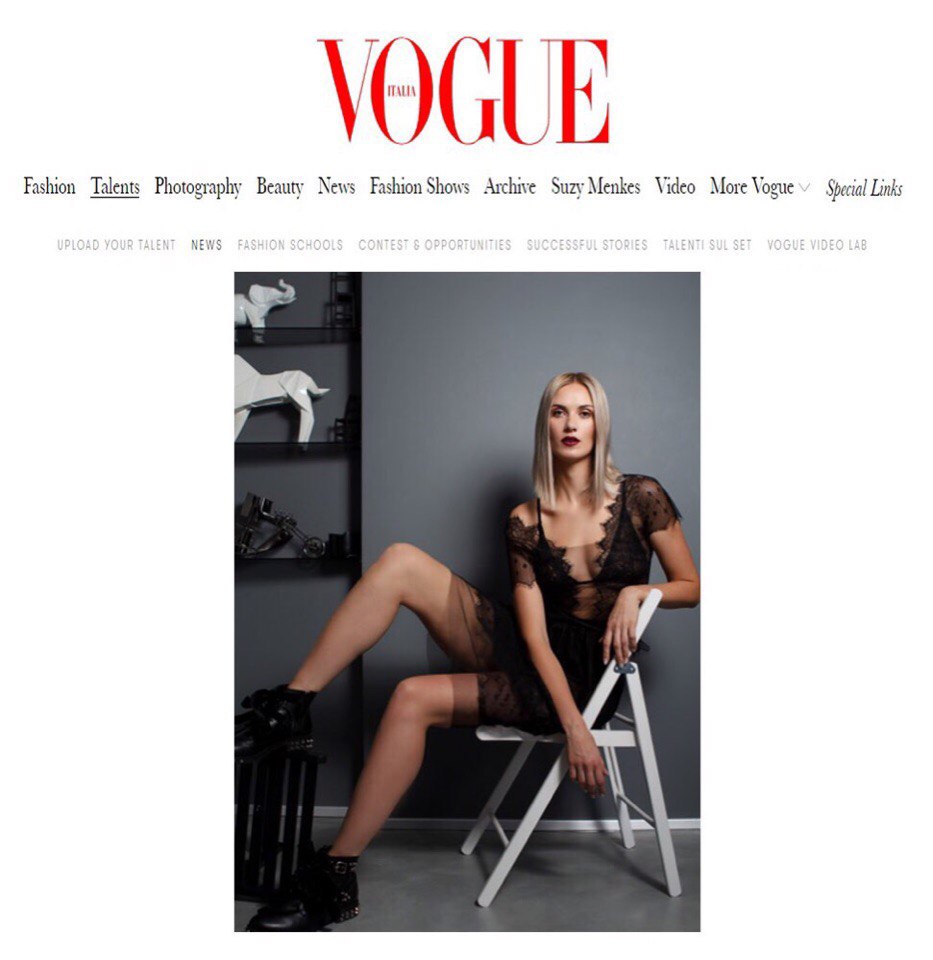 VOGUE
ITALIA
Fashion Talents Photography Beauty News Fashion Shows Archive Suzy Menkes Video More Vogue Special Links
UPLOAD YOUR TALENT NEWS FASHION SCHOOLS CONTEST & OPPORTUNITIES SUCCESSFUL STORIES TALENTI SUL SET VOGUE VIDEO LAB